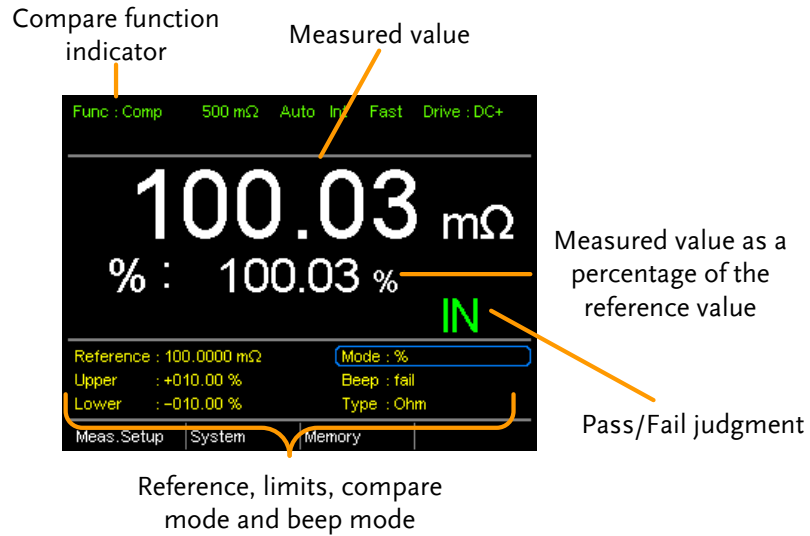 Compare function
indicator
Measured value
Func : Comp 500 mΩ Auto Int Fast Drive : DC+
100.03 mΩ
% : 100.03 %
IN
Measured value as a
percentage of the
reference value
Reference : 100.0000 mΩ Mode : %
Upper : +010.00 % Beep : fail
Lower : −010.00 % Type : Ohm
Meas.Setup System Memory
Pass/Fail judgment
Reference, limits, compare
mode and beep mode